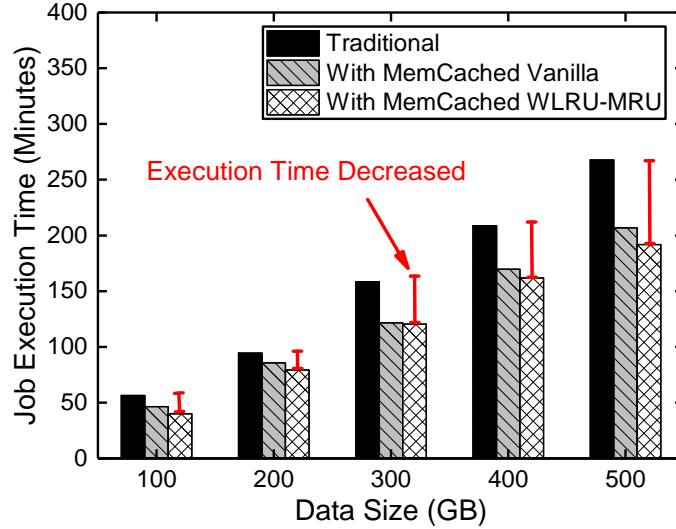 400
350
300
250
200
150
100
50
0
Job Execution Time (Minutes)
Traditional
With MemCached Vanilla
With MemCached WLRU-MRU
Execution Time Decreased
100 200 300 400 500
Data Size (GB)